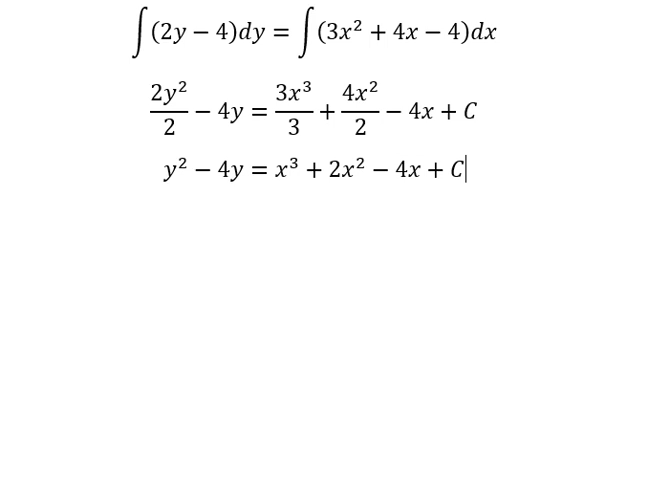 ∫(2y − 4)dy = ∫(3x² + 4x − 4)dx
2y²/2 − 4y = 3x³/3 + 4x²/2 − 4x + C
y² − 4y = x³ + 2x² − 4x + C